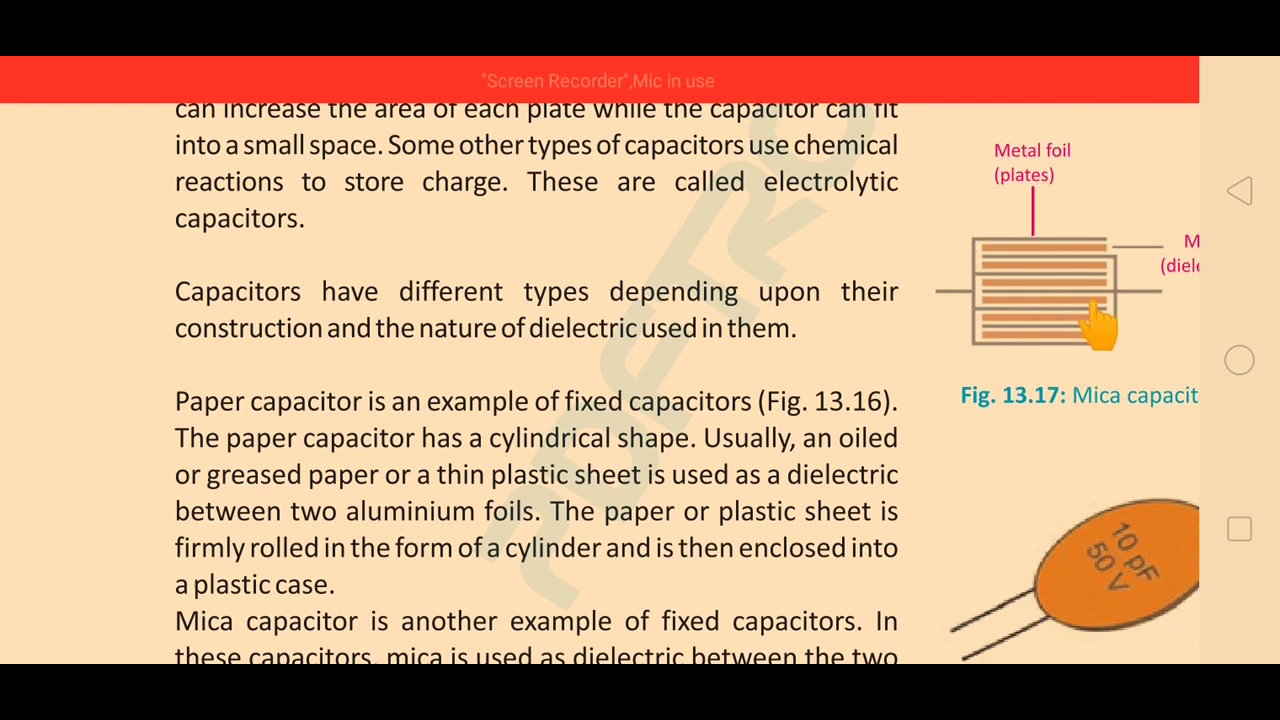 "Screen Recorder",Mic in use
can increase the area of each plate while the capacitor can fit
into a small space. Some other types of capacitors use chemical
reactions to store charge. These are called electrolytic
capacitors.
Capacitors have different types depending upon their
construction and the nature of dielectric used in them.
Paper capacitor is an example of fixed capacitors (Fig. 13.16).
The paper capacitor has a cylindrical shape. Usually, an oiled
or greased paper or a thin plastic sheet is used as a dielectric
between two aluminium foils. The paper or plastic sheet is
firmly rolled in the form of a cylinder and is then enclosed into
a plastic case.
Mica capacitor is another example of fixed capacitors. In
these capacitors, mica is used as dielectric between the two
Metal foil
(plates)
M
(diele
Fig. 13.17: Mica capacit
10 pF
50 V